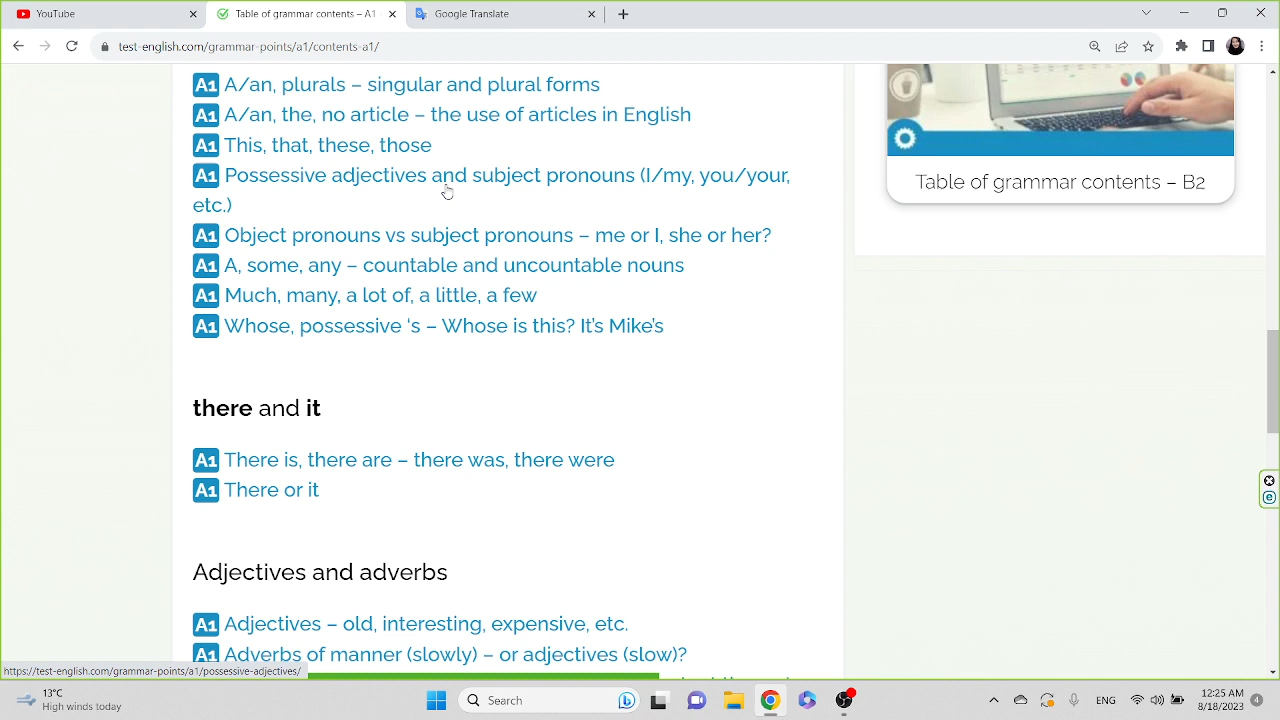 YouTube
Table of grammar contents – A1
Google Translate
test-english.com/grammar-points/a1/contents-a1/
A1 A/an, plurals – singular and plural forms
A1 A/an, the, no article – the use of articles in English
A1 This, that, these, those
A1 Possessive adjectives and subject pronouns (I/my, you/your,
etc.)
A1 Object pronouns vs subject pronouns – me or I, she or her?
A1 A, some, any – countable and uncountable nouns
A1 Much, many, a lot of, a little, a few
A1 Whose, possessive ‘s – Whose is this? It’s Mike’s
there and it
A1 There is, there are – there was, there were
A1 There or it
Adjectives and adverbs
A1 Adjectives – old, interesting, expensive, etc.
A1 Adverbs of manner (slowly) – or adjectives (slow)?
Table of grammar contents – B2
https://test-english.com/grammar-points/a1/possessive-adjectives/
13°C
High winds today
Search
ENG
12:25 AM
8/18/2023
4